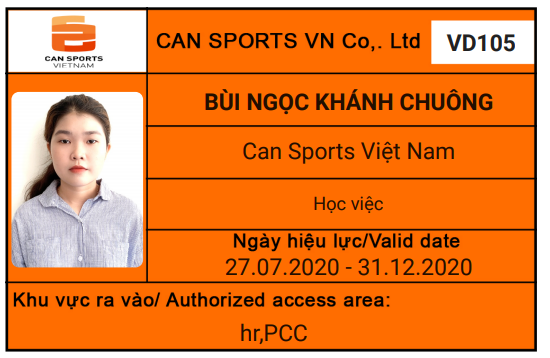 CAN SPORTS
VIETNAM
CAN SPORTS VN Co,. Ltd
VD105
BÙI NGỌC KHÁNH CHUÔNG
Can Sports Việt Nam
Học việc
Ngày hiệu lực/Valid date
27.07.2020 - 31.12.2020
Khu vực ra vào/ Authorized access area:
hr,PCC